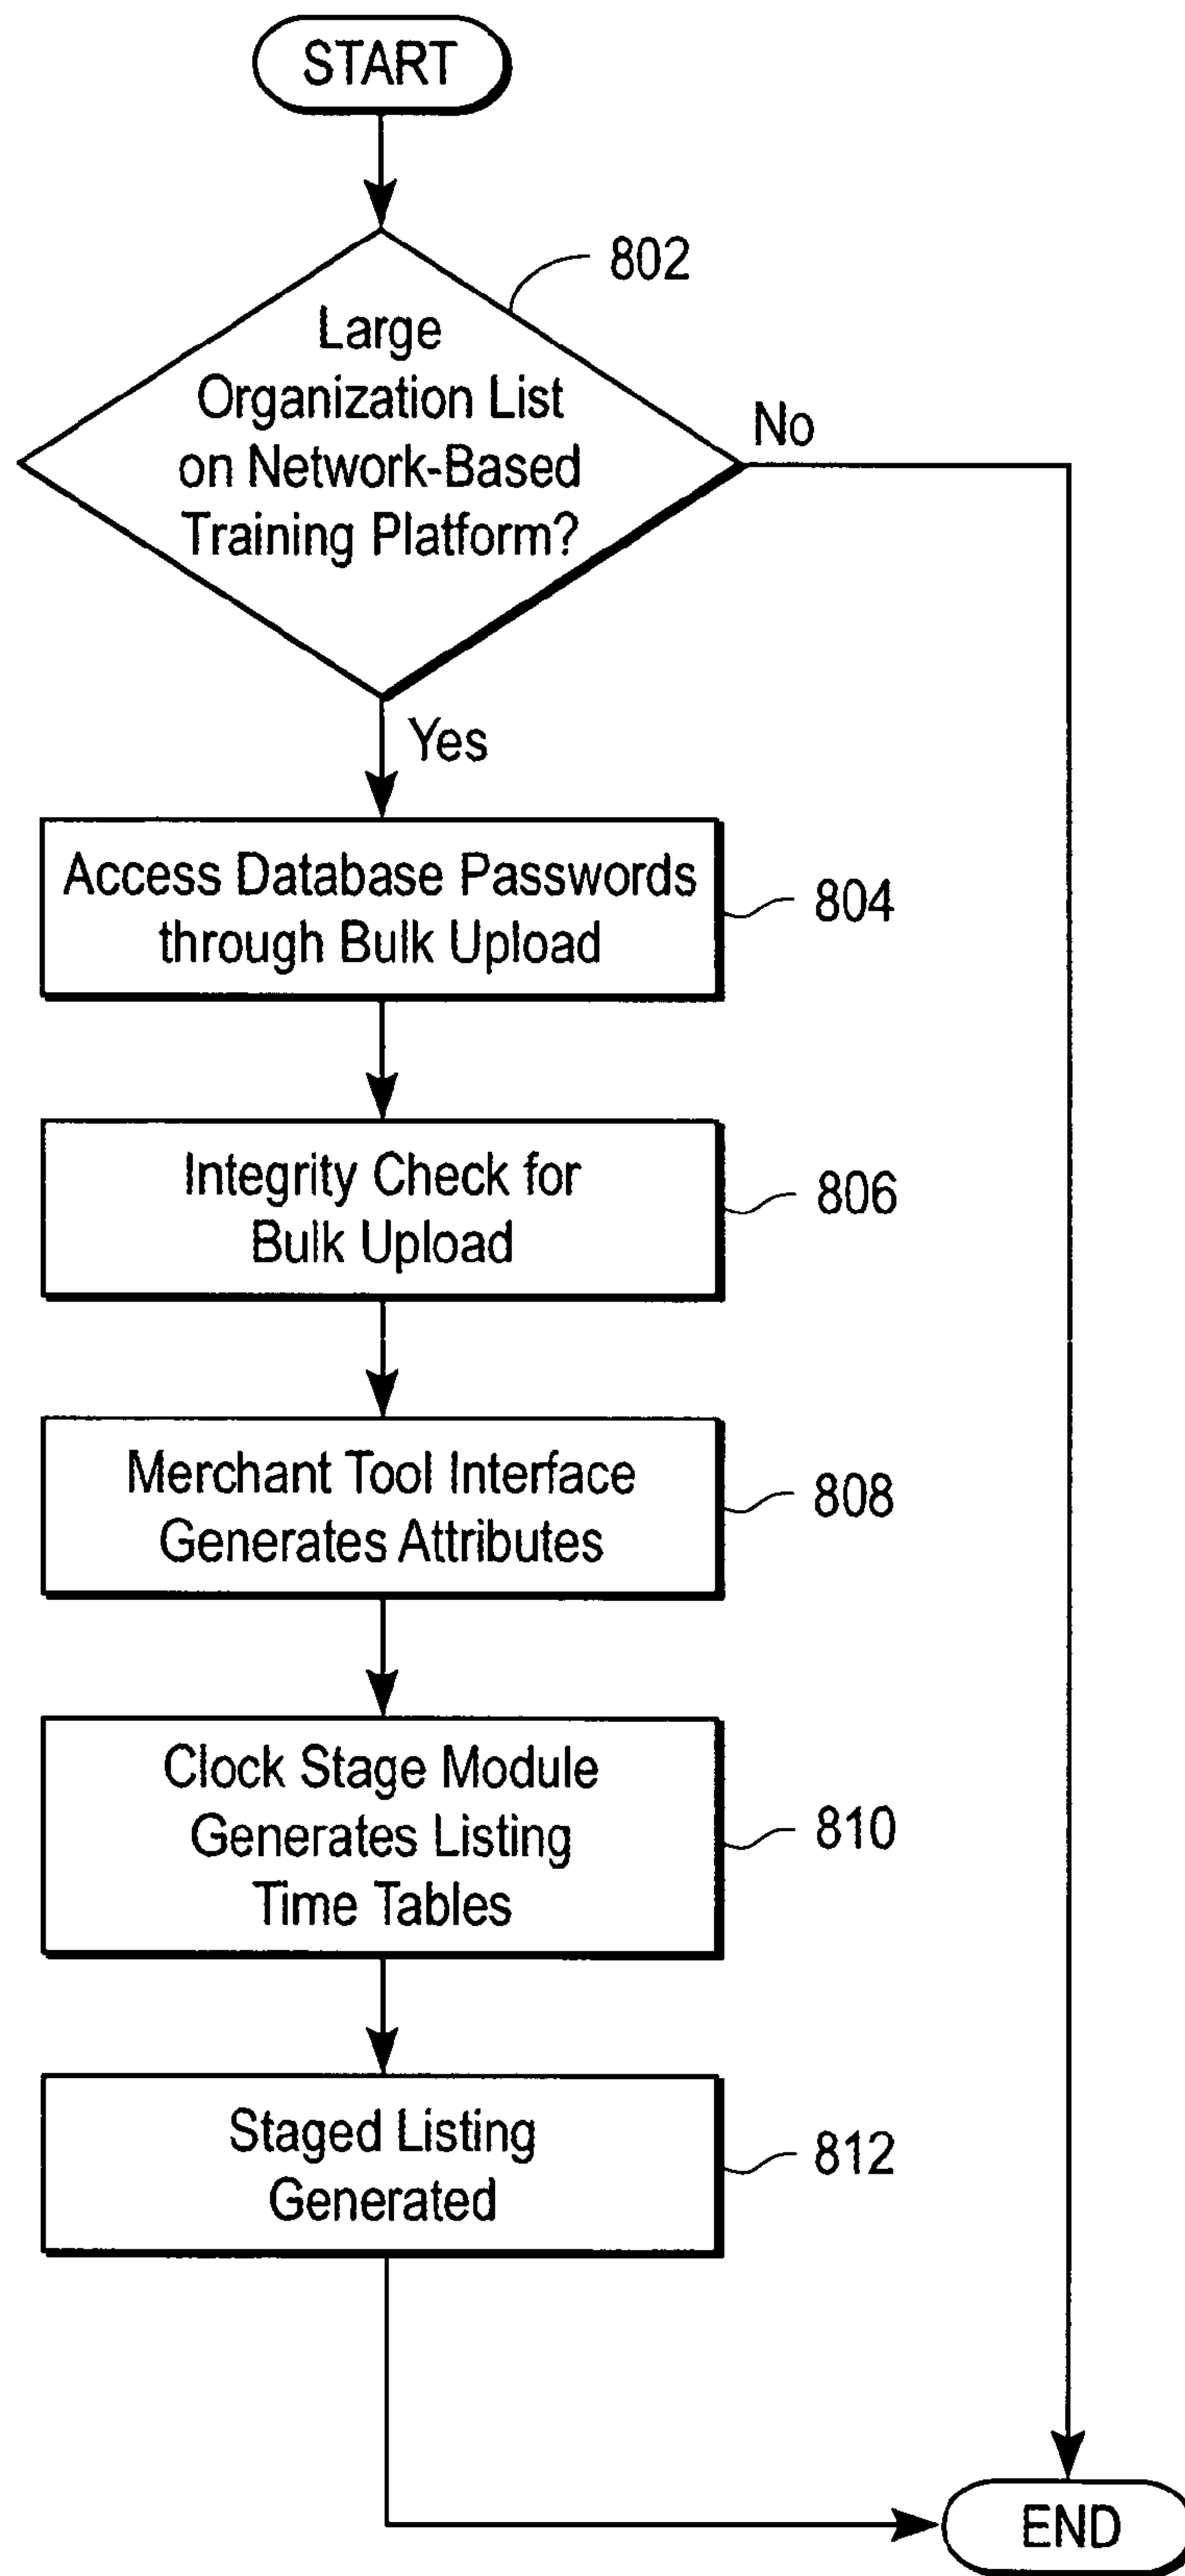 START
802
Large
Organization List
on Network-Based
Training Platform?
No
Yes
Access Database Passwords
through Bulk Upload
804
Integrity Check for
Bulk Upload
806
Merchant Tool Interface
Generates Attributes
808
Clock Stage Module
Generates Listing
Time Tables
810
Staged Listing
Generated
812
END